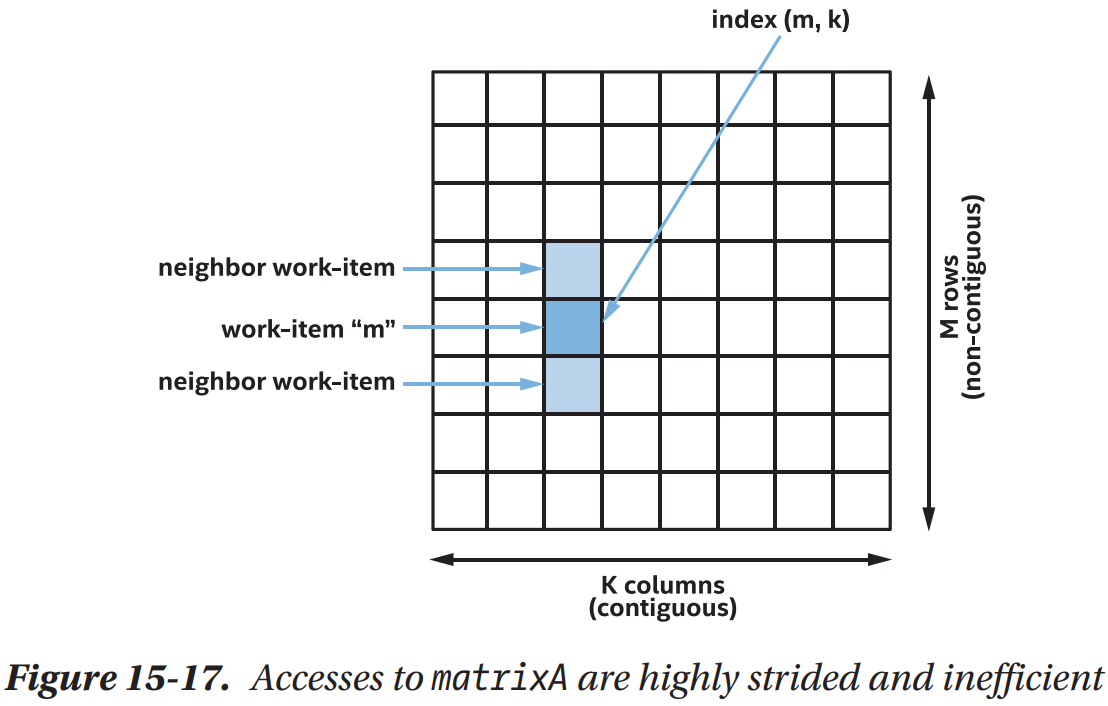 index (m, k)
neighbor work-item
work-item “m”
neighbor work-item
M rows
(non-contiguous)
K columns
(contiguous)
Figure 15-17. Accesses to matrixA are highly strided and inefficient